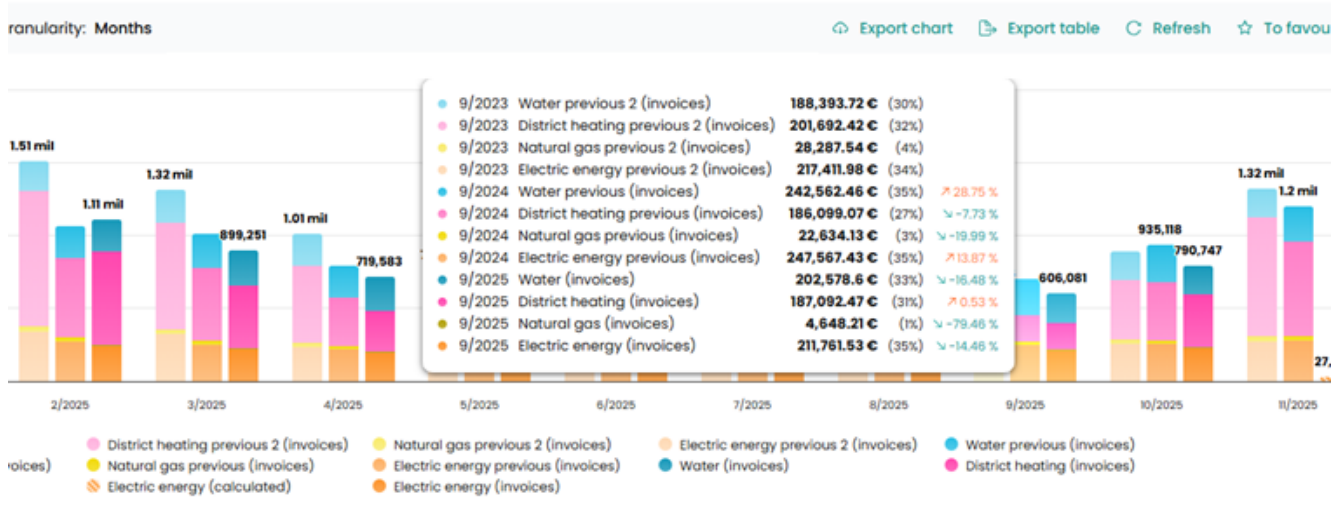 ranularity: Months Export chart Export table Refresh To favou
9/2023 Water previous 2 (invoices) 188,393.72 € (30%)
9/2023 District heating previous 2 (invoices) 201,692.42 € (32%)
9/2023 Natural gas previous 2 (invoices) 28,287.54 € (4%)
9/2023 Electric energy previous 2 (invoices) 217,411.98 € (34%)
9/2024 Water previous (invoices) 242,562.46 € (35%) ↗ 28.75 %
9/2024 District heating previous (invoices) 186,099.07 € (27%) ↘ -7.73 %
9/2024 Natural gas previous (invoices) 22,634.13 € (3%) ↘ -19.99 %
9/2024 Electric energy previous (invoices) 247,567.43 € (35%) ↗ 13.87 %
9/2025 Water (invoices) 202,578.6 € (33%) ↘ -16.48 %
9/2025 District heating (invoices) 187,092.47 € (31%) ↗ 0.53 %
9/2025 Natural gas (invoices) 4,648.21 € (1%) ↘ -79.46 %
9/2025 Electric energy (invoices) 211,761.53 € (35%) ↘ -14.46 %
1.51 mil
1.11 mil
1.32 mil
899,251
1.01 mil
719,583
606,081
935,118
790,747
1.32 mil
1.2 mil
27,
2/2025 3/2025 4/2025 5/2025 6/2025 7/2025 8/2025 9/2025 10/2025 11/2025
District heating previous 2 (invoices) Natural gas previous 2 (invoices) Electric energy previous 2 (invoices) Water previous (invoices)
oices) Natural gas previous (invoices) Electric energy previous (invoices) Water (invoices) District heating (invoices)
Electric energy (calculated) Electric energy (invoices)